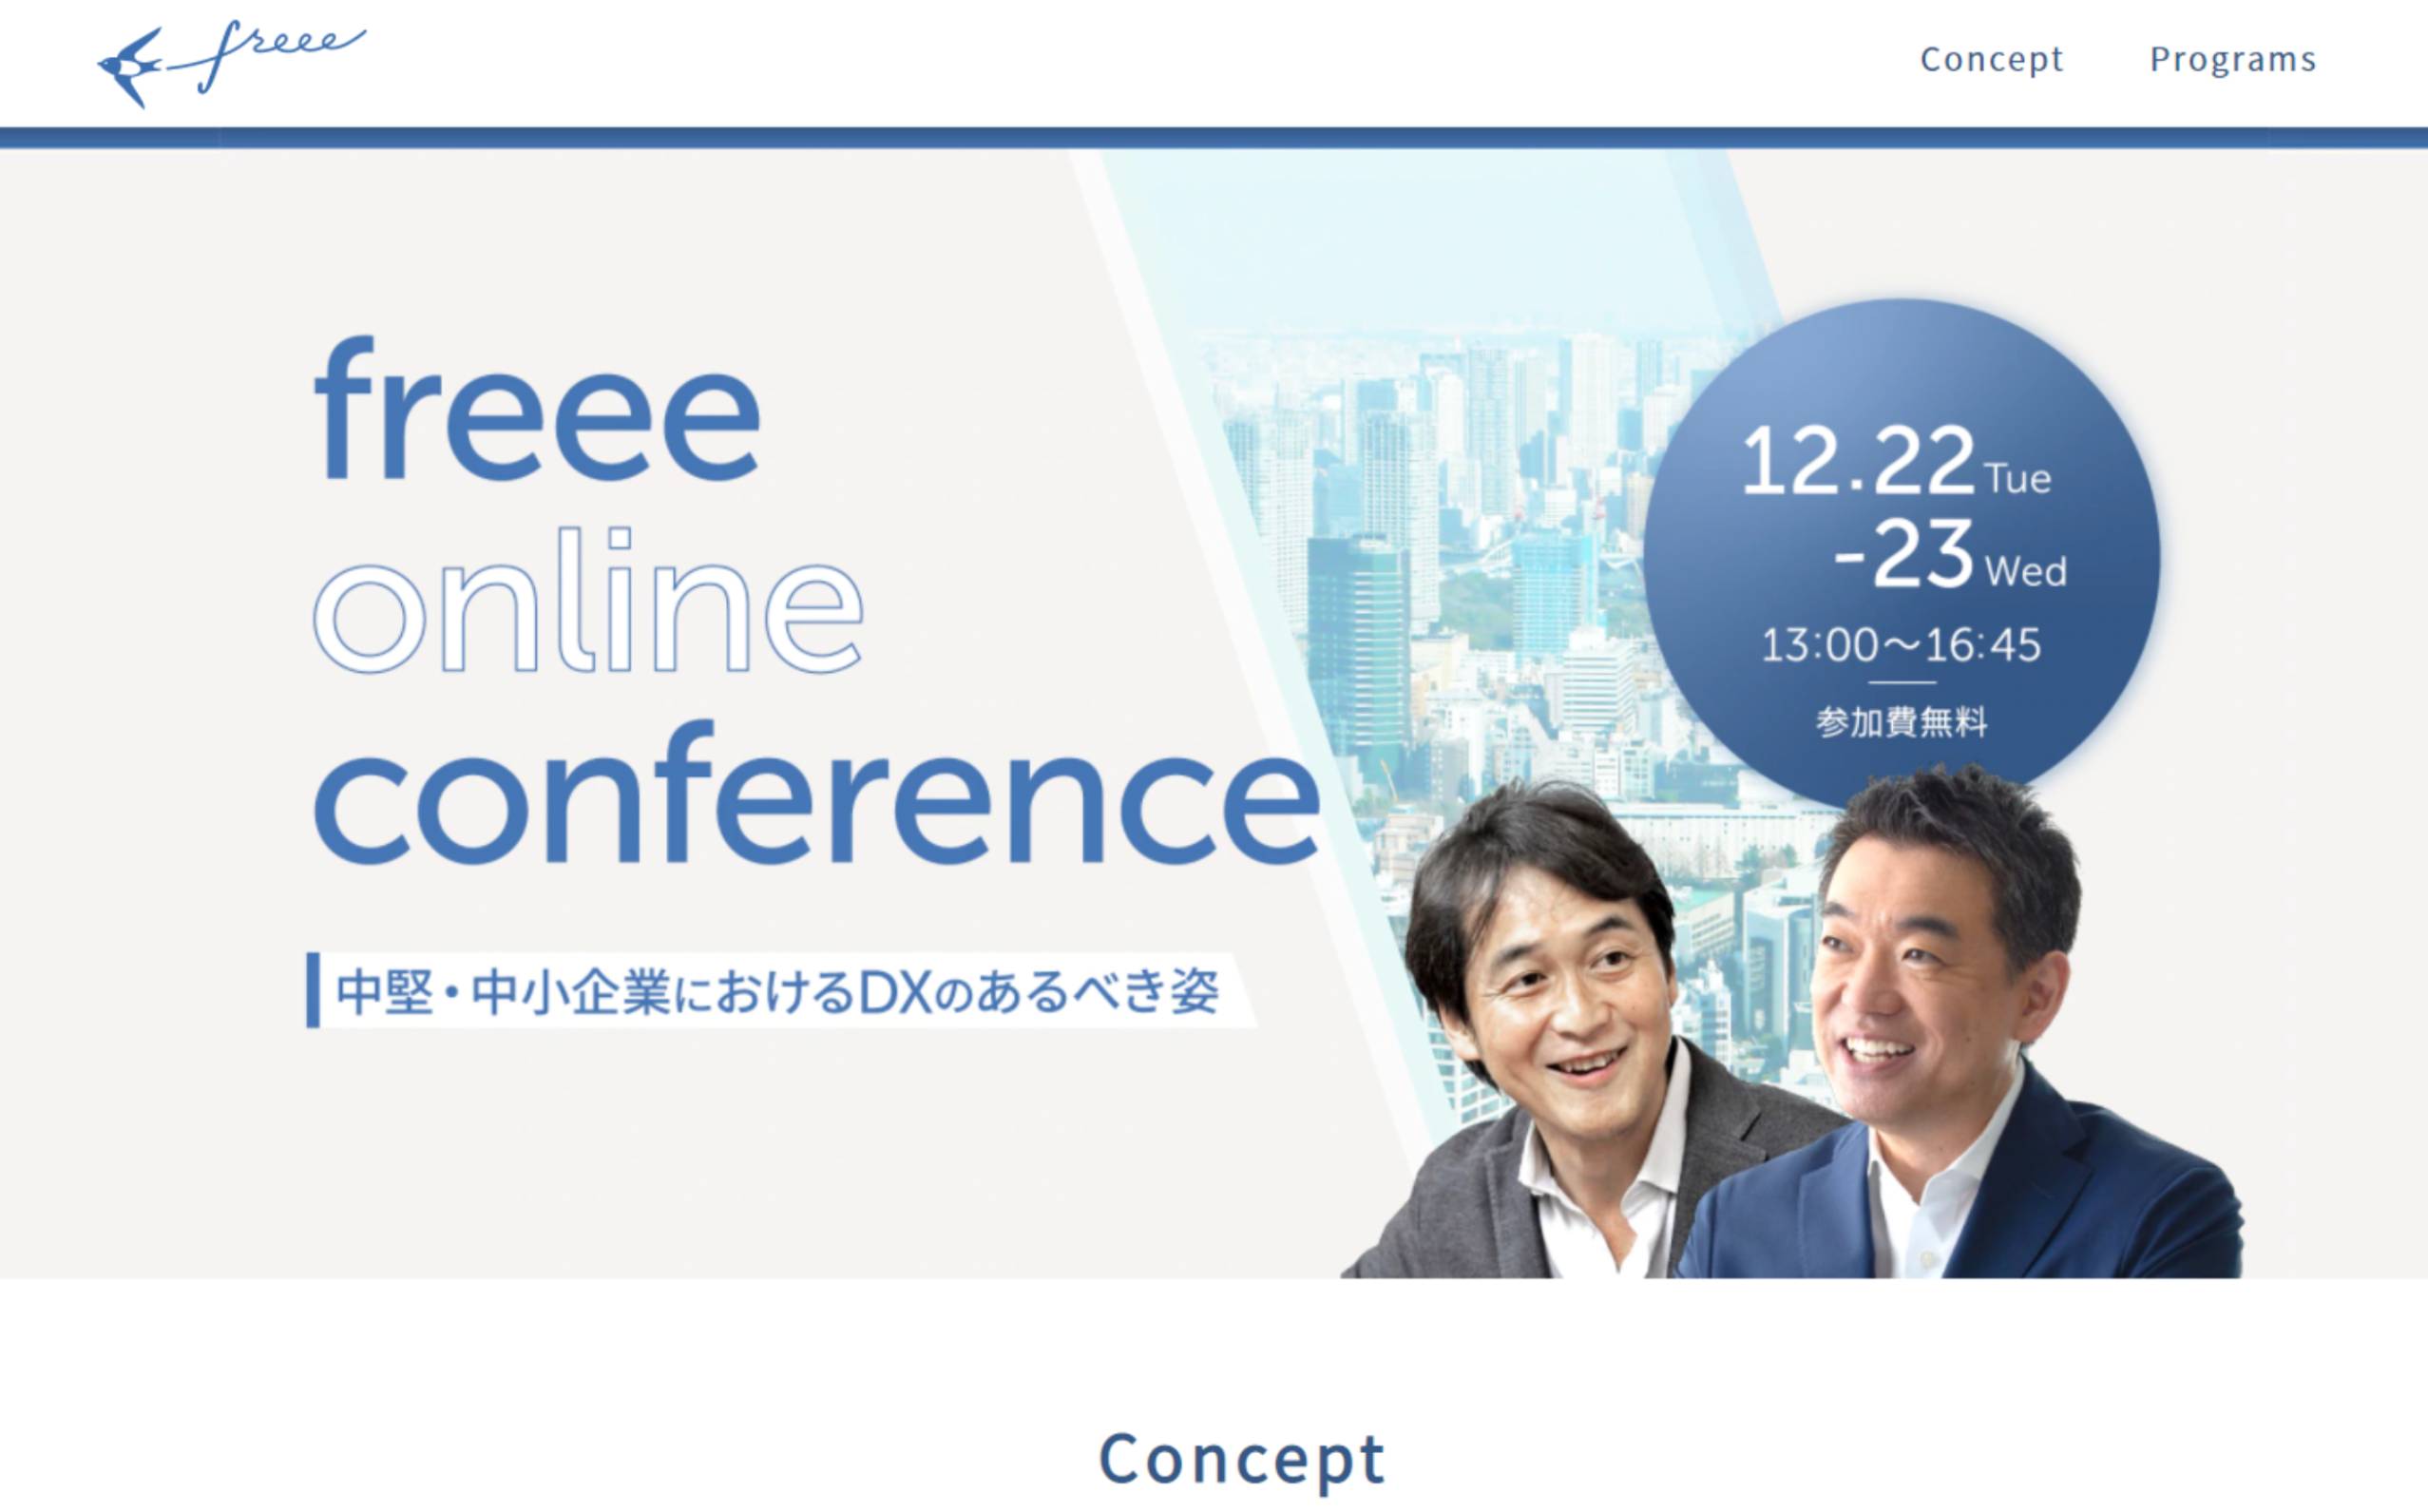 freee
Concept
Programs
freee
online
conference
中堅・中小企業におけるDXのあるべき姿
12.22 Tue
-23 Wed
13:00〜16:45
参加費無料
Concept